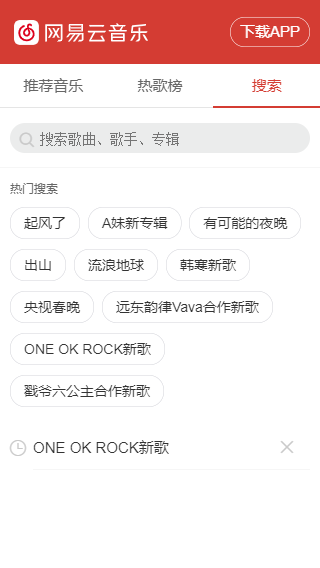 网易云音乐 下载APP
推荐音乐 热歌榜 搜索
搜索歌曲、歌手、专辑
热门搜索
起风了 A妹新专辑 有可能的夜晚
出山 流浪地球 韩寒新歌
央视春晚 远东韵律Vava合作新歌
ONE OK ROCK新歌
戳爷六公主合作新歌
ONE OK ROCK新歌